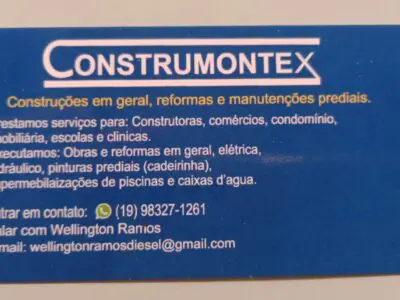 CONSTRUMONTEX
Construções em geral, reformas e manutenções prediais.
restamos serviços para: Construtoras, comércios, condomínio,
mobiliária, escolas e clinicas.
xecutamos: Obras e reformas em geral, elétrica,
dráulico, pinturas prediais (cadeirinha),
permebilaizações de piscinas e caixas d'agua.
trar em contato: (19) 98327-1261
alar com Wellington Ramos
mail: wellingtonramosdiesel@gmail.com